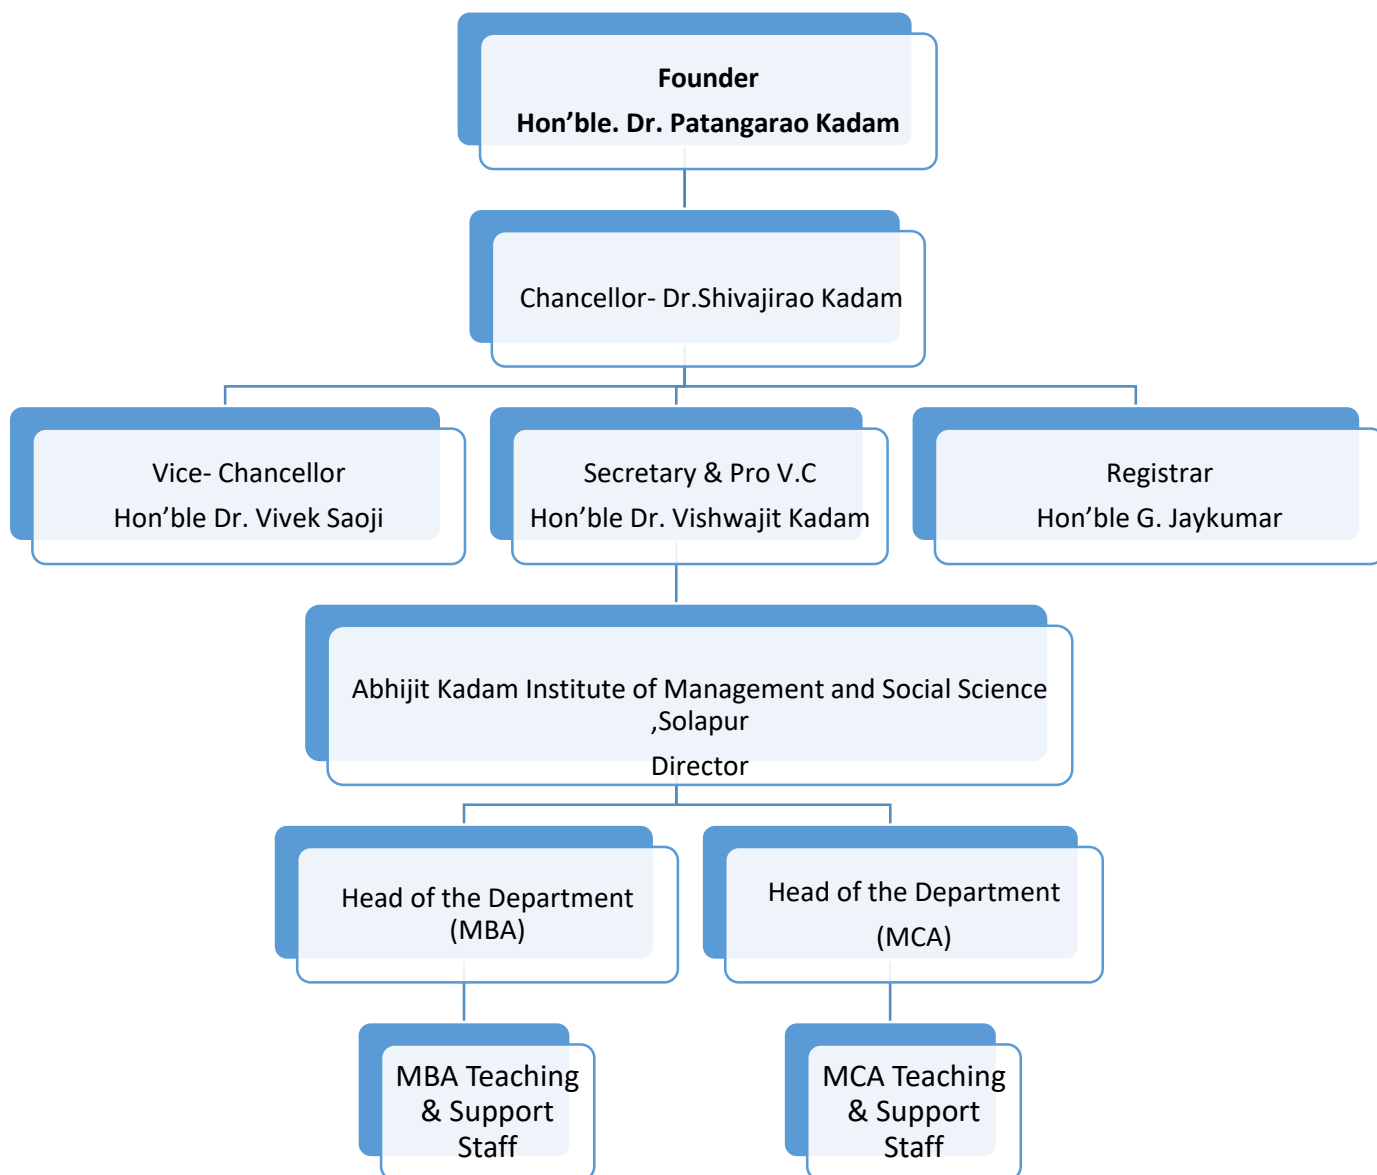 Founder
Hon’ble. Dr. Patangarao Kadam
Chancellor- Dr.Shivajirao Kadam
Vice- Chancellor
Hon’ble Dr. Vivek Saoji
Secretary & Pro V.C
Hon’ble Dr. Vishwajit Kadam
Registrar
Hon’ble G. Jaykumar
Abhijit Kadam Institute of Management and Social Science
,Solapur
Director
Head of the Department
(MBA)
Head of the Department
(MCA)
MBA Teaching
& Support
Staff
MCA Teaching
& Support
Staff